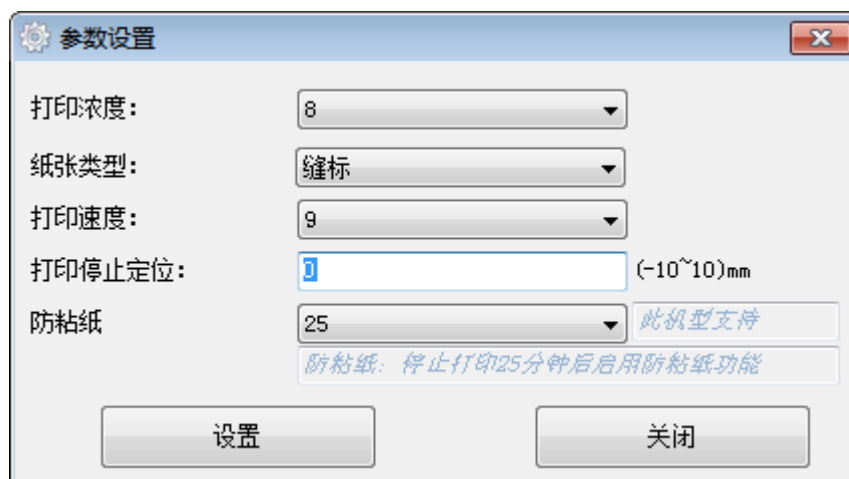 参数设置
打印浓度: 8
纸张类型: 缝标
打印速度: 9
打印停止定位: 0 (-10~10)mm
防粘纸 25 此机型支持
防粘纸: 停止打印25分钟后启用防粘纸功能
设置 关闭